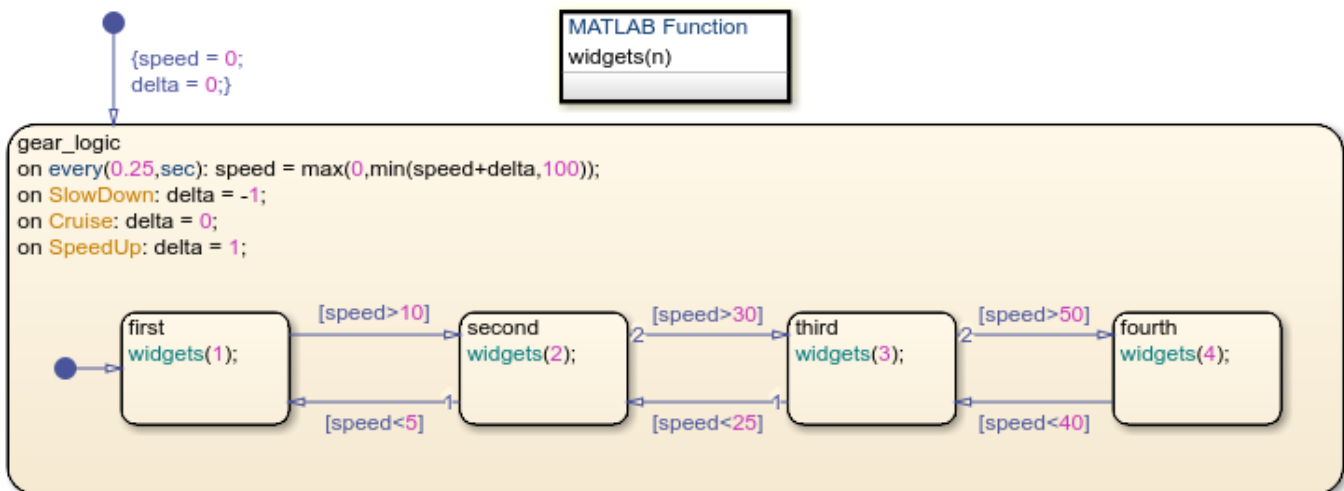 {speed = 0;
delta = 0;}
MATLAB Function
widgets(n)
gear_logic
on every(0.25,sec): speed = max(0,min(speed+delta,100));
on SlowDown: delta = -1;
on Cruise: delta = 0;
on SpeedUp: delta = 1;
first
widgets(1);
[speed>10]
[speed<5]
1
second
widgets(2);
2
[speed>30]
[speed<25]
1
third
widgets(3);
2
[speed>50]
[speed<40]
fourth
widgets(4);